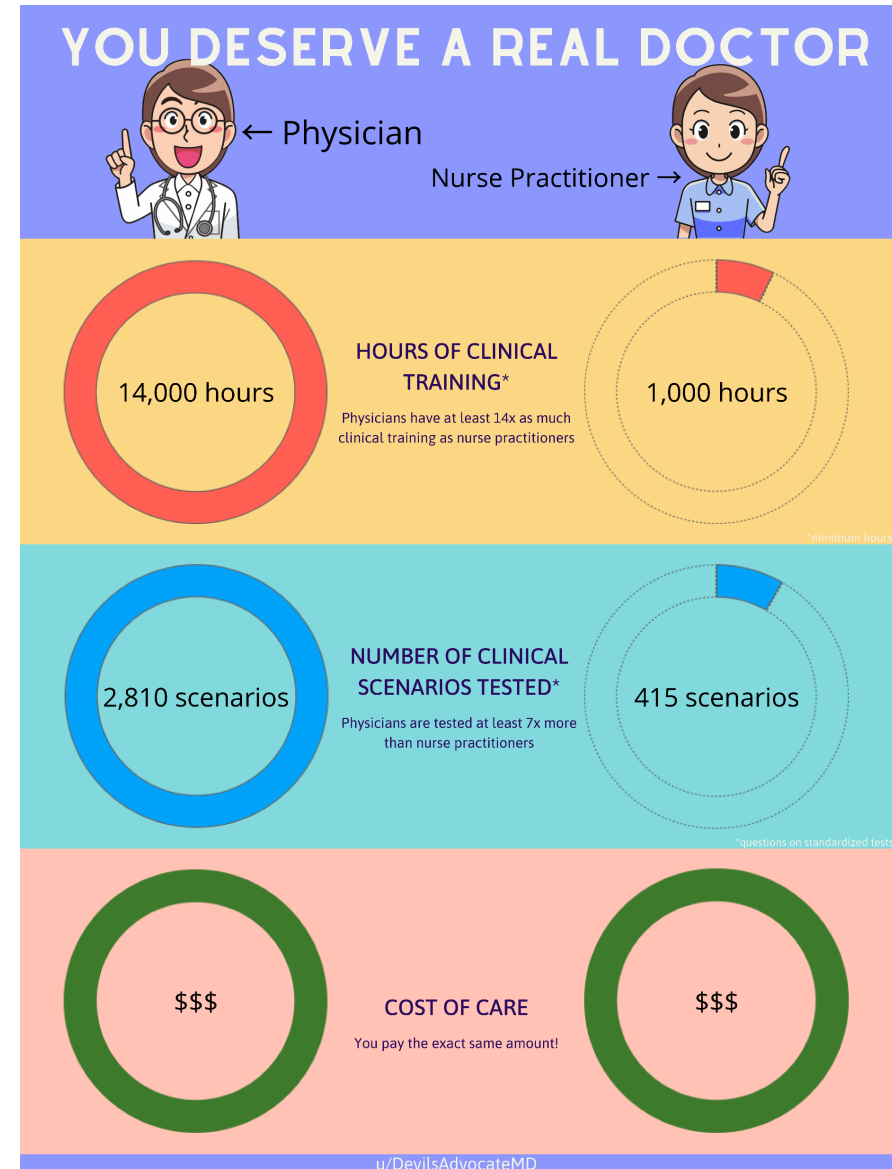 YOU DESERVE A REAL DOCTOR
← Physician
Nurse Practitioner →
14,000 hours
HOURS OF CLINICAL
TRAINING*
Physicians have at least 14x as much
clinical training as nurse practitioners
1,000 hours
*minimum hours
2,810 scenarios
NUMBER OF CLINICAL
SCENARIOS TESTED*
Physicians are tested at least 7x more
than nurse practitioners
415 scenarios
*questions on standardized tests
$$$
COST OF CARE
You pay the exact same amount!
$$$
u/DevilsAdvocateMD